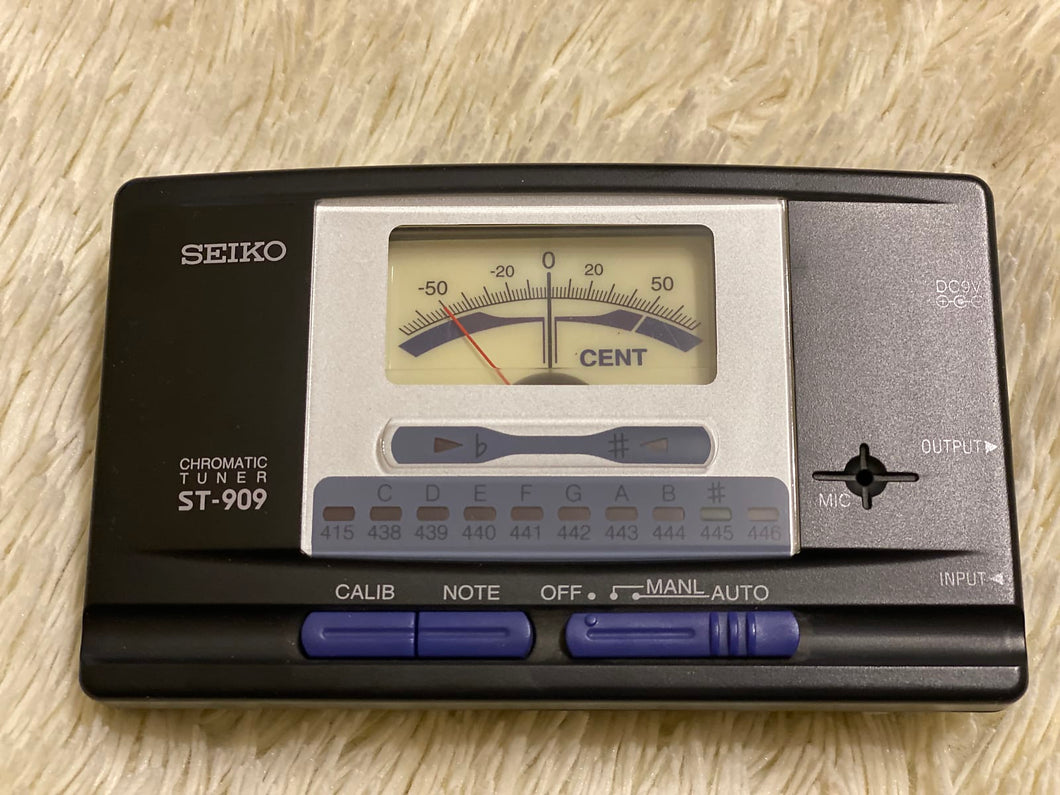 SEIKO
-50 -20 0 20 50
CENT
DC9V
♭ #
OUTPUT
CHROMATIC
TUNER
ST-909
MIC
C D E F G A B #
415 438 439 440 441 442 443 444 445 446
INPUT
CALIB NOTE OFF MANL AUTO